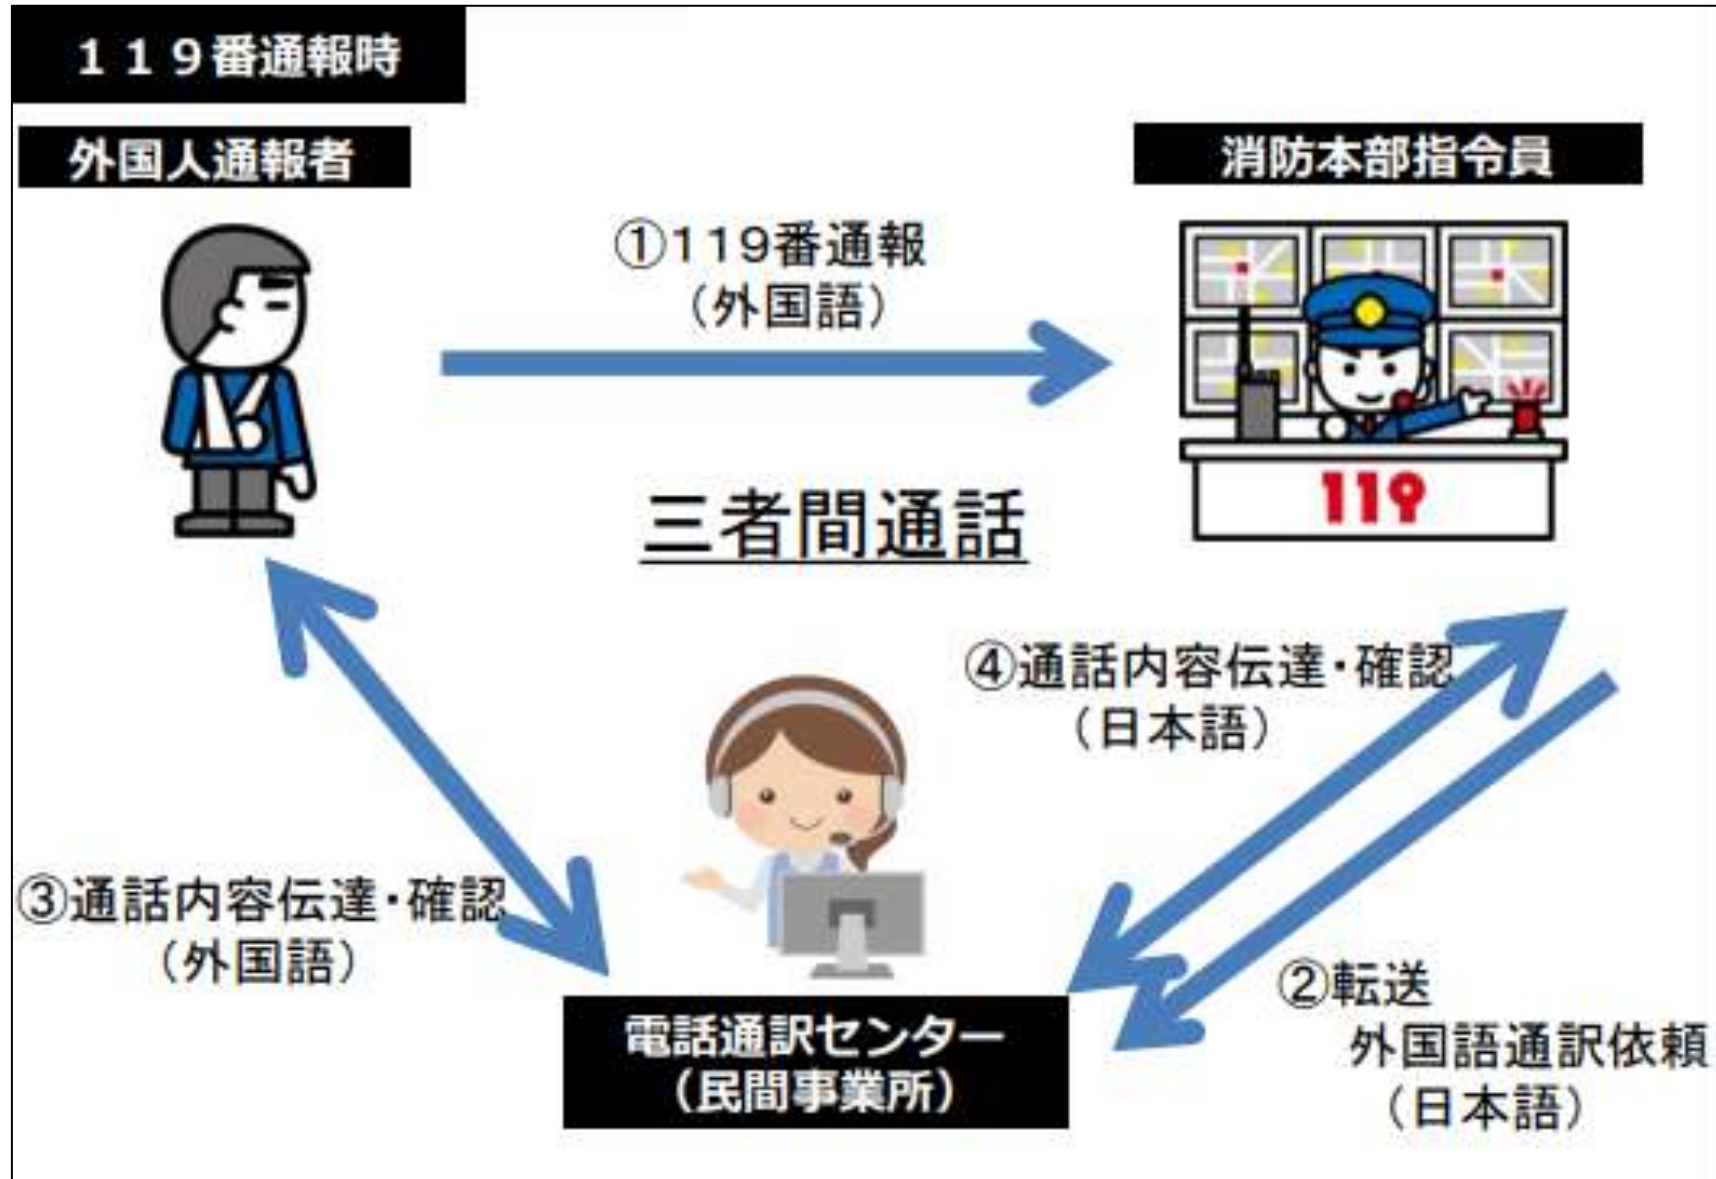 １１９番通報時
外国人通報者
消防本部指令員
①１１９番通報
（外国語）
119
三者間通話
④通話内容伝達・確認
（日本語）
③通話内容伝達・確認
（外国語）
②転送
外国語通訳依頼
（日本語）
電話通訳センター
（民間事業所）